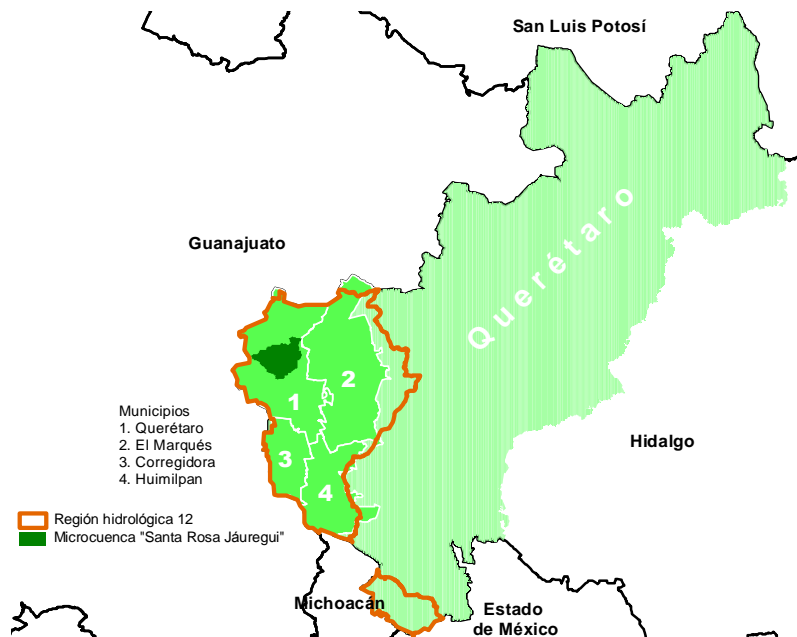 San Luis Potosí
Querétaro
Guanajuato
2
1
Municipios
1. Querétaro
2. El Marqués
3. Corregidora
4. Huimilpan
Hidalgo
3
4
Región hidrológica 12
Microcuenca "Santa Rosa Jáuregui"
Michoacán
Estado
de México